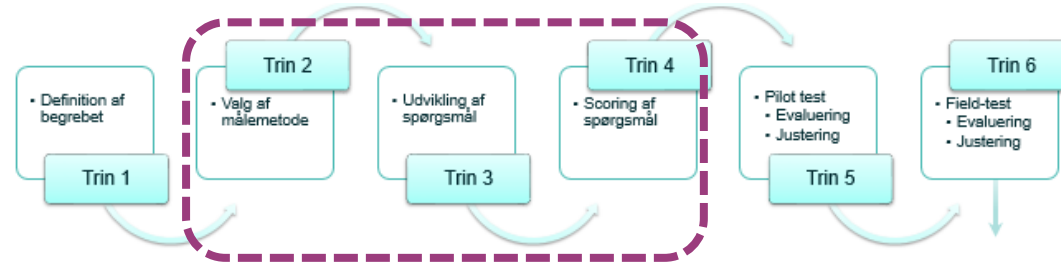 Trin 1
▪ Definition af
begrebet
Trin 2
▪ Valg af
målemetode
Trin 3
▪ Udvikling af
spørgsmål
Trin 4
▪ Scoring af
spørgsmål
Trin 5
▪ Pilot test
▪ Evaluering
▪ Justering
Trin 6
▪ Field-test
▪ Evaluering
▪ Justering